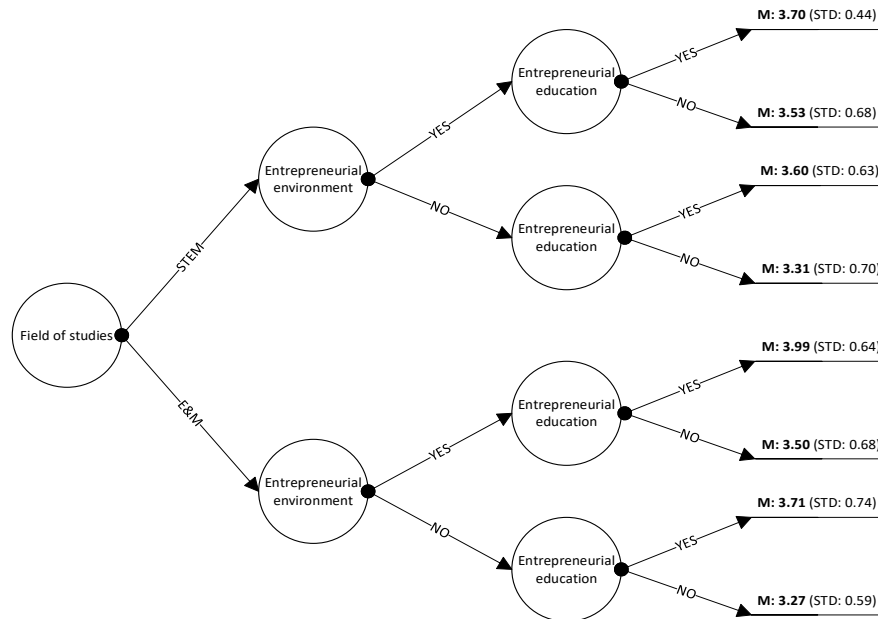 M: 3.70 (STD: 0.44)
YES
Entrepreneurial
education
NO
M: 3.53 (STD: 0.68)
YES
Entrepreneurial
environment
M: 3.60 (STD: 0.63)
NO
YES
Entrepreneurial
education
NO
STEM
M: 3.31 (STD: 0.70)
Field of studies
M: 3.99 (STD: 0.64)
YES
E&M
Entrepreneurial
education
NO
M: 3.50 (STD: 0.68)
YES
Entrepreneurial
environment
M: 3.71 (STD: 0.74)
NO
YES
Entrepreneurial
education
NO
M: 3.27 (STD: 0.59)